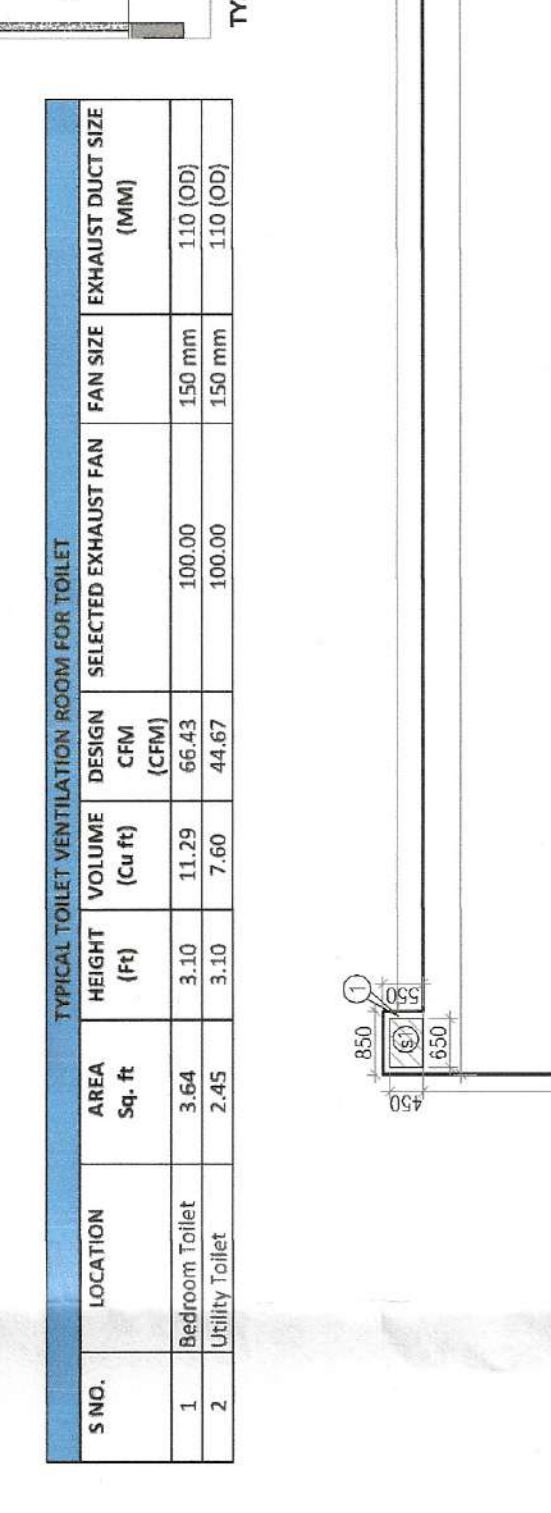 TYPICAL TOILET VENTILATION ROOM FOR TOILET
S NO. LOCATION AREA Sq. ft HEIGHT (Ft) VOLUME (Cu ft) DESIGN CFM (CFM) SELECTED EXHAUST FAN FAN SIZE EXHAUST DUCT SIZE (MM)
1 Bedroom Toilet 3.64 3.10 11.29 66.43 100.00 150 mm 110 (OD)
2 Utility Toilet 2.45 3.10 7.60 44.67 100.00 150 mm 110 (OD)
TY
850
1
550
s1
450
650